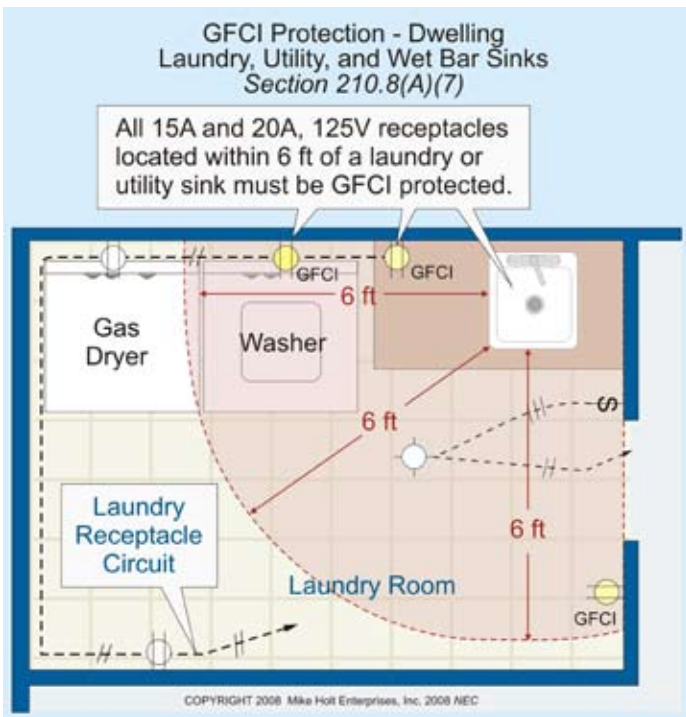 GFCI Protection - Dwelling
Laundry, Utility, and Wet Bar Sinks
Section 210.8(A)(7)
All 15A and 20A, 125V receptacles
located within 6 ft of a laundry or
utility sink must be GFCI protected.
GFCI
GFCI
6 ft
Gas
Dryer
Washer
S
6 ft
6 ft
Laundry
Receptacle
Circuit
Laundry Room
GFCI
COPYRIGHT 2008 Mike Holt Enterprises, Inc. 2008 NEC